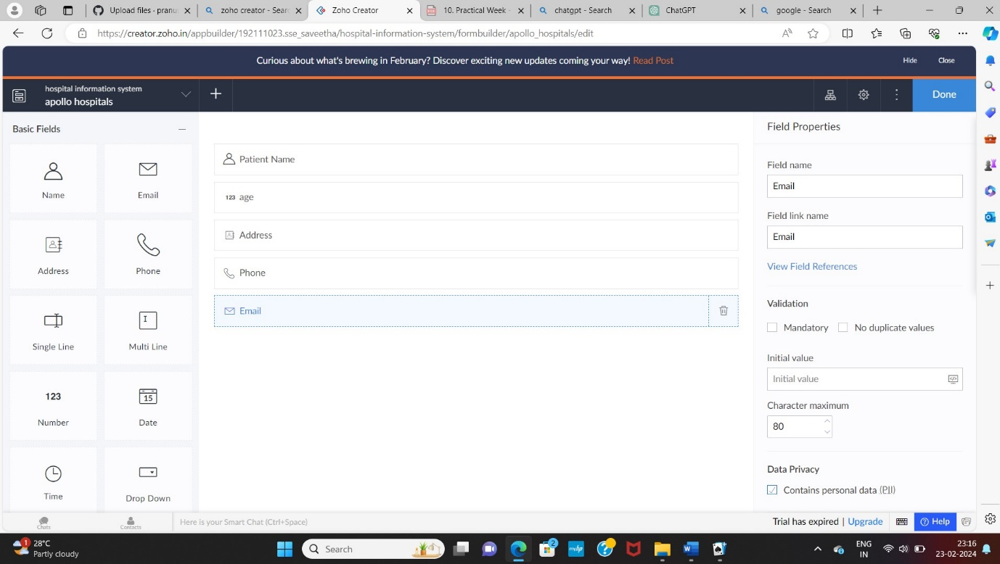 Upload files · pranu
zoho creator - Searc
Zoho Creator
10. Practical Week -
chatgpt - Search
ChatGPT
google - Search
https://creator.zoho.in/appbuilder/192111023.sse_saveetha/hospital-information-system/formbuilder/apollo_hospitals/edit
Curious about what's brewing in February? Discover exciting new updates coming your way! Read Post
Hide
Close
hospital information system
apollo hospitals
Done
Basic Fields
Name
Email
Address
Phone
Single Line
Multi Line
123
15
Number
Date
Time
Drop Down
Patient Name
123 age
Address
Phone
Email
Field Properties
Field name
Email
Field link name
Email
View Field References
Validation
Mandatory
No duplicate values
Initial value
Initial value
Character maximum
80
Data Privacy
Contains personal data (PII)
Chats
Contacts
Here is your Smart Chat (Ctrl+Space)
Trial has expired | Upgrade
Help
1
28°C
Partly cloudy
Search
2
myhp
ENG
IN
23:16
23-02-2024